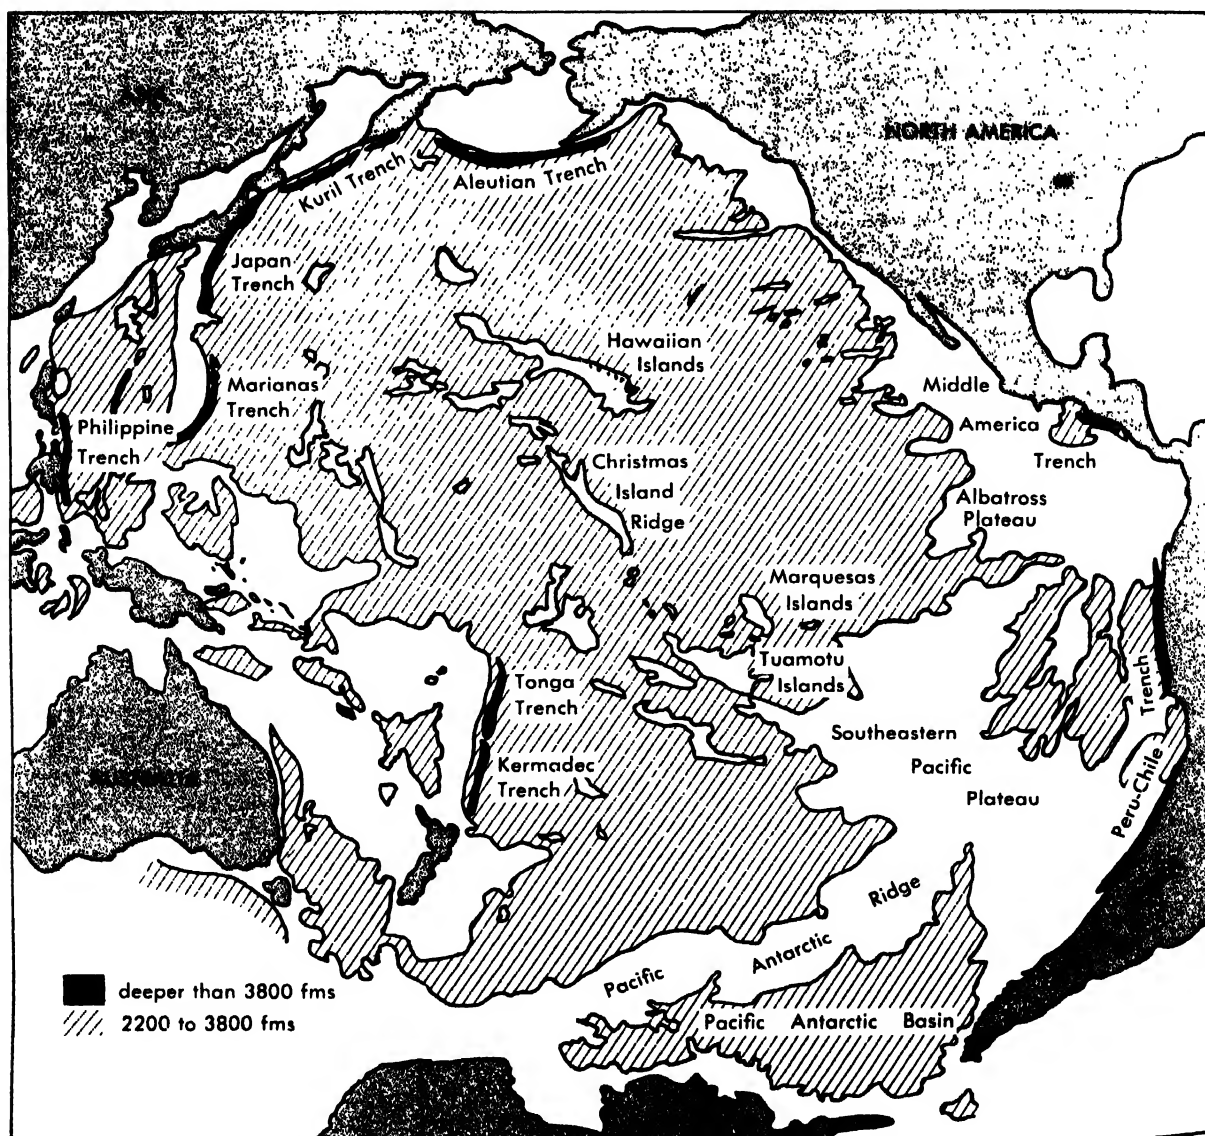 NORTH AMERICA
Kuril Trench
Aleutian Trench
Japan
Trench
Hawaiian
Islands
Marianas
Trench
Middle
America
Trench
Philippine
Trench
Christmas
Island
Ridge
Albatross
Plateau
Marquesas
Islands
Tuamotu
Islands
Tonga
Trench
Southeastern
Pacific
Plateau
Kermadec
Trench
Peru-Chile Trench
Pacific Antarctic Ridge
deeper than 3800 fms
2200 to 3800 fms
Pacific Antarctic Basin